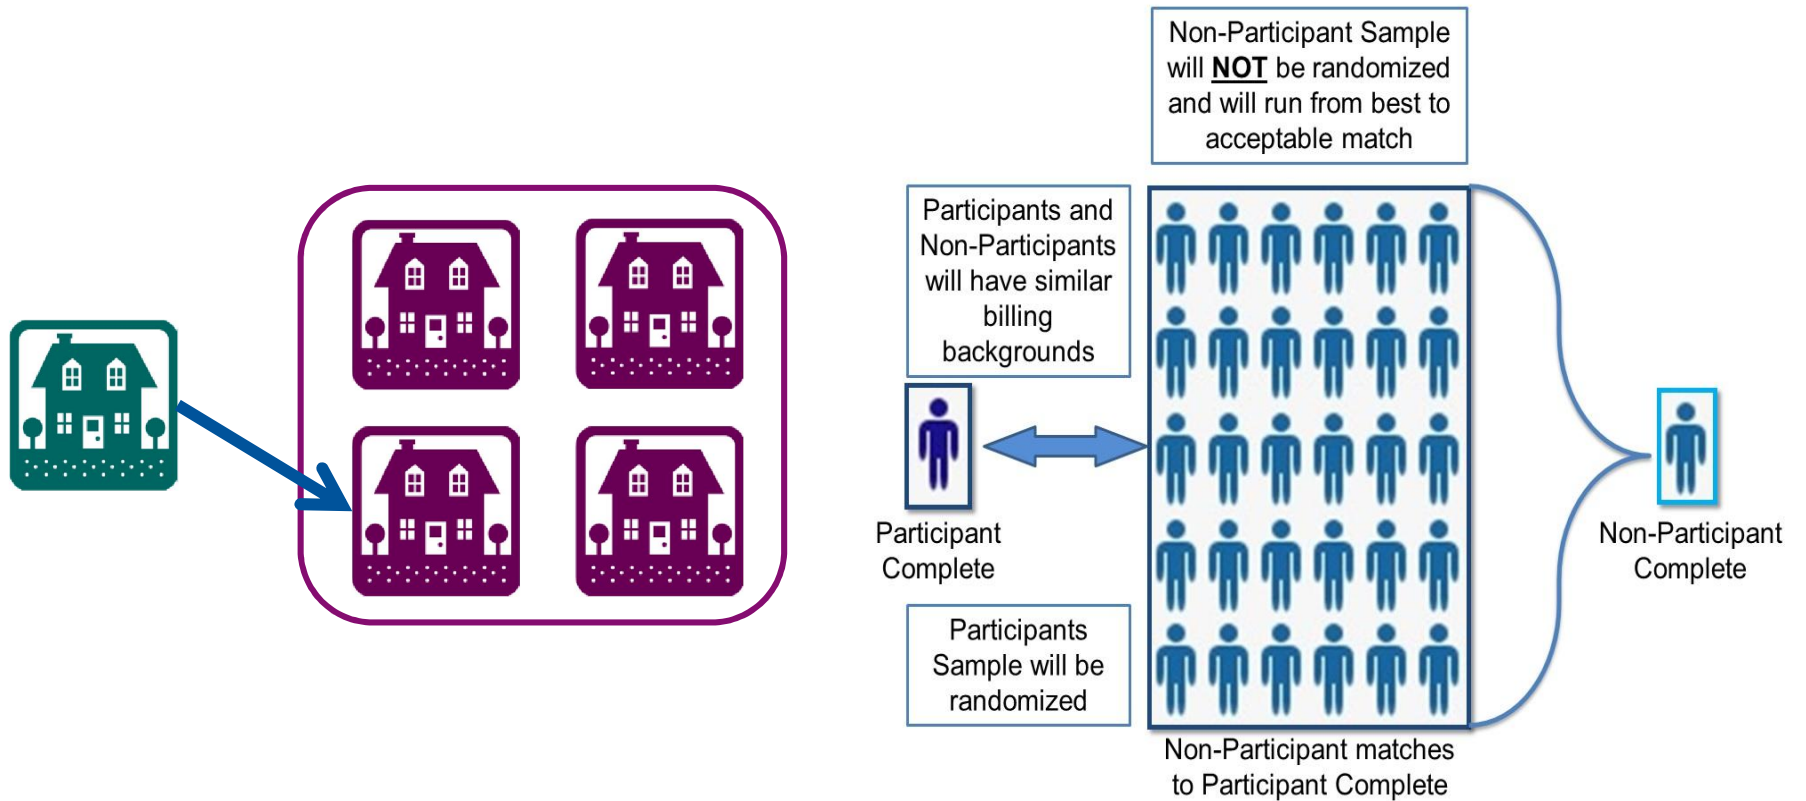 Non-Participant Sample
will NOT be randomized
and will run from best to
acceptable match
Participants and
Non-Participants
will have similar
billing
backgrounds
Participant
Complete
Participants
Sample will be
randomized
Non-Participant matches
to Participant Complete
Non-Participant
Complete